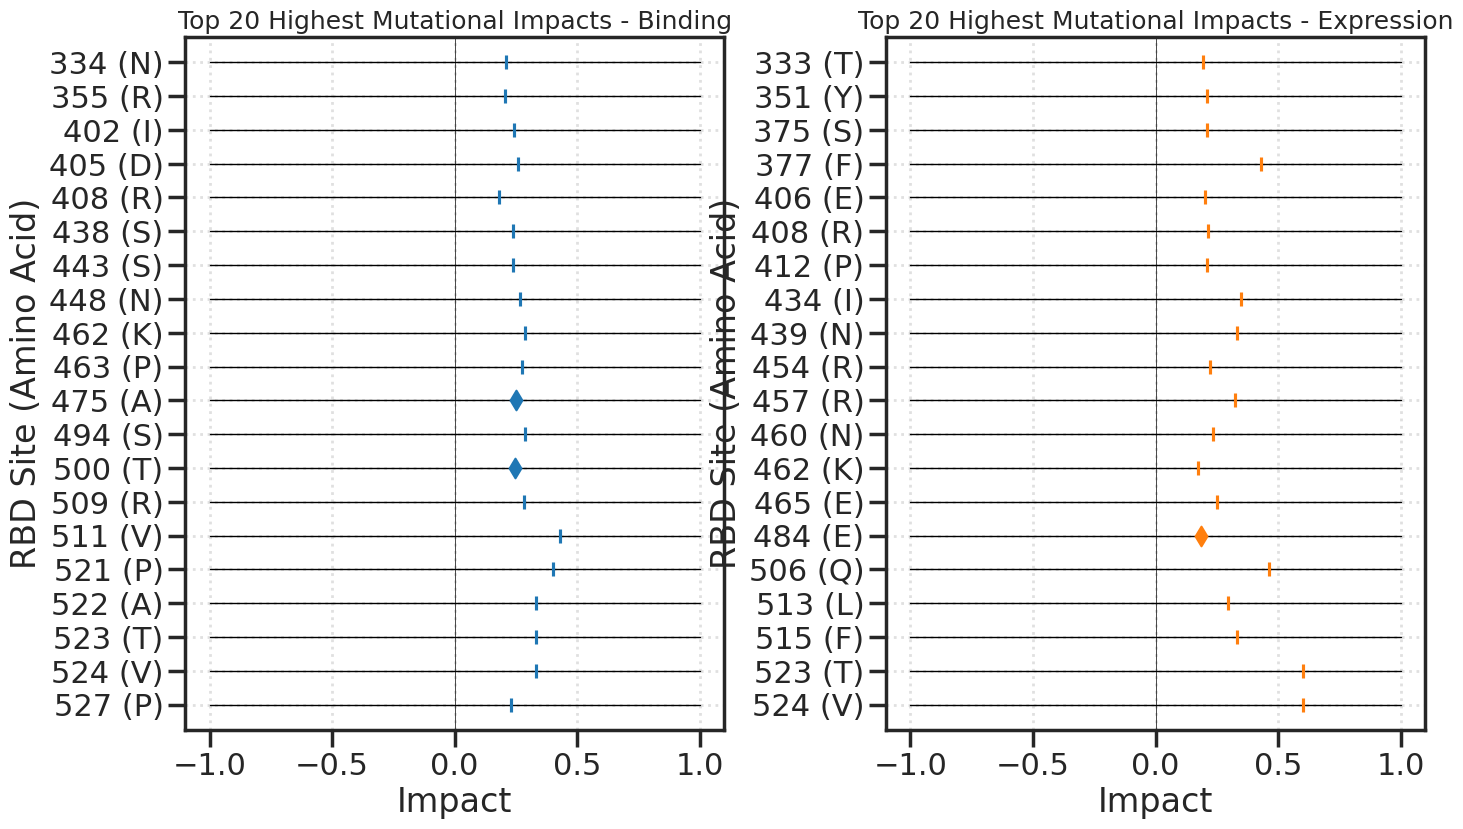 Top 20 Highest Mutational Impacts - Binding
RBD Site (Amino Acid)
334 (N)
355 (R)
402 (I)
405 (D)
408 (R)
438 (S)
443 (S)
448 (N)
462 (K)
463 (P)
475 (A)
494 (S)
500 (T)
509 (R)
511 (V)
521 (P)
522 (A)
523 (T)
524 (V)
527 (P)
−1.0 −0.5 0.0 0.5 1.0
Impact
Top 20 Highest Mutational Impacts - Expression
RBD Site (Amino Acid)
333 (T)
351 (Y)
375 (S)
377 (F)
406 (E)
408 (R)
412 (P)
434 (I)
439 (N)
454 (R)
457 (R)
460 (N)
462 (K)
465 (E)
484 (E)
506 (Q)
513 (L)
515 (F)
523 (T)
524 (V)
−1.0 −0.5 0.0 0.5 1.0
Impact